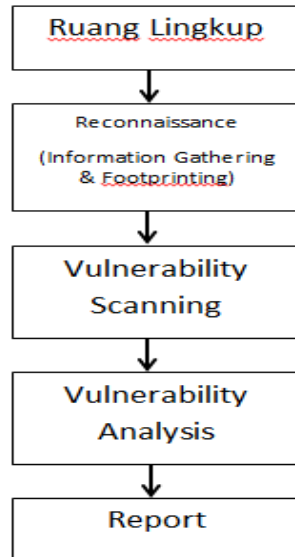 Ruang Lingkup
Reconnaissance
(Information Gathering
& Footprinting)
Vulnerability
Scanning
Vulnerability
Analysis
Report